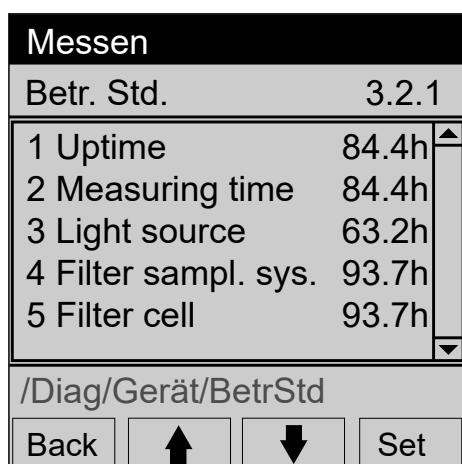 Messen
Betr. Std. 3.2.1
1 Uptime 84.4h
2 Measuring time 84.4h
3 Light source 63.2h
4 Filter sampl. sys. 93.7h
5 Filter cell 93.7h
/Diag/Gerät/BetrStd
Back Set